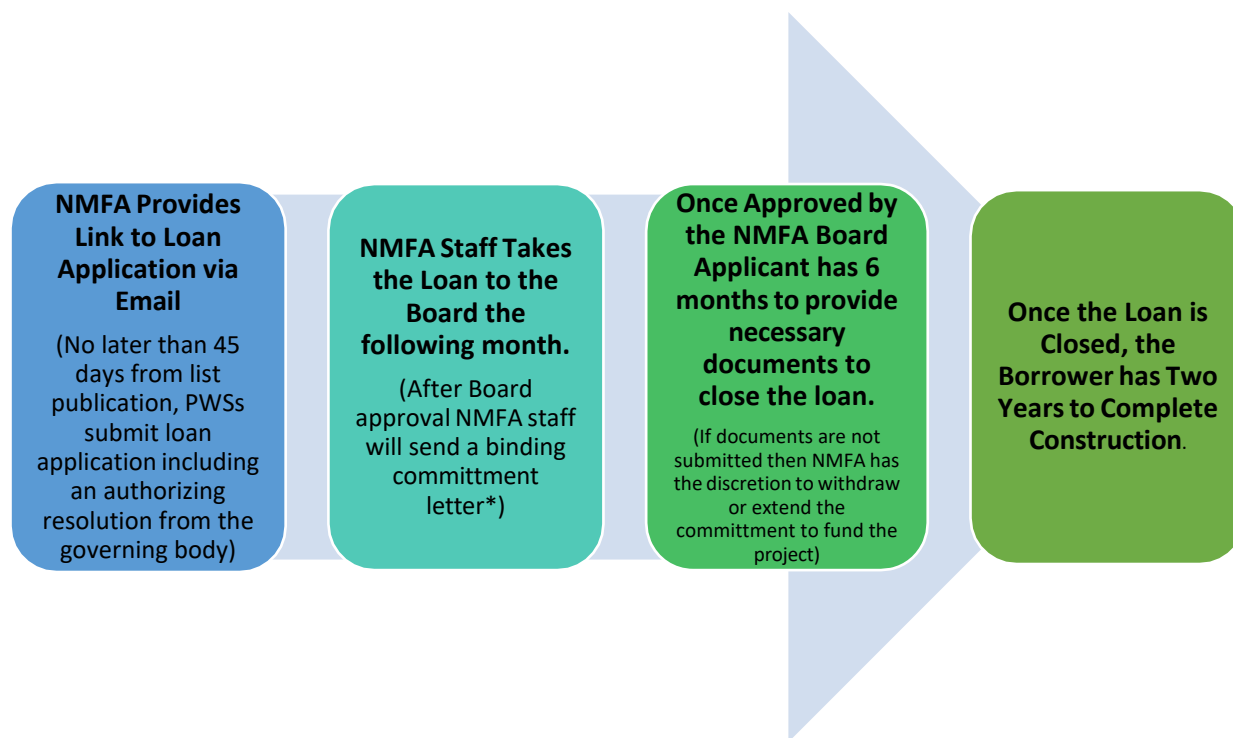 NMFA Provides
Link to Loan
Application via
Email
(No later than 45
days from list
publication, PWSs
submit loan
application including
an authorizing
resolution from the
governing body)
NMFA Staff Takes
the Loan to the
Board the
following month.
(After Board
approval NMFA staff
will send a binding
committment
letter*)
Once Approved by
the NMFA Board
Applicant has 6
months to provide
necessary
documents to
close the loan.
(If documents are not
submitted then NMFA has
the discretion to withdraw
or extend the
committment to fund the
project)
Once the Loan is
Closed, the
Borrower has Two
Years to Complete
Construction.